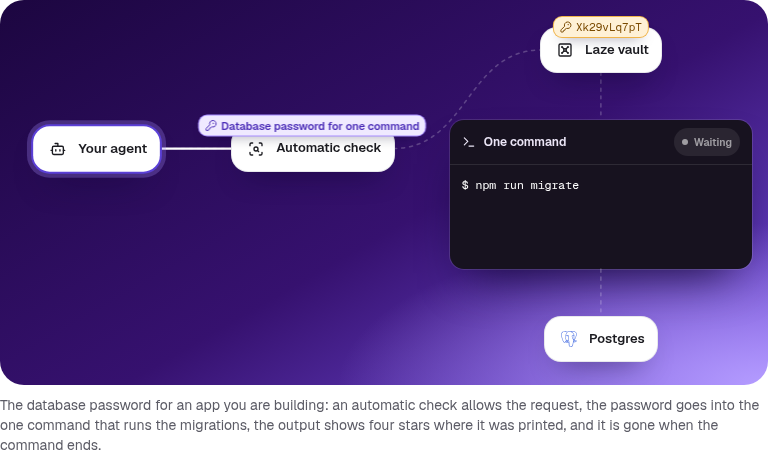 Xk29vLq7pT
Laze vault
Database password for one command
Your agent
Automatic check
One command
Waiting
$ npm run migrate
Postgres
The database password for an app you are building: an automatic check allows the request, the password goes into the
one command that runs the migrations, the output shows four stars where it was printed, and it is gone when the
command ends.